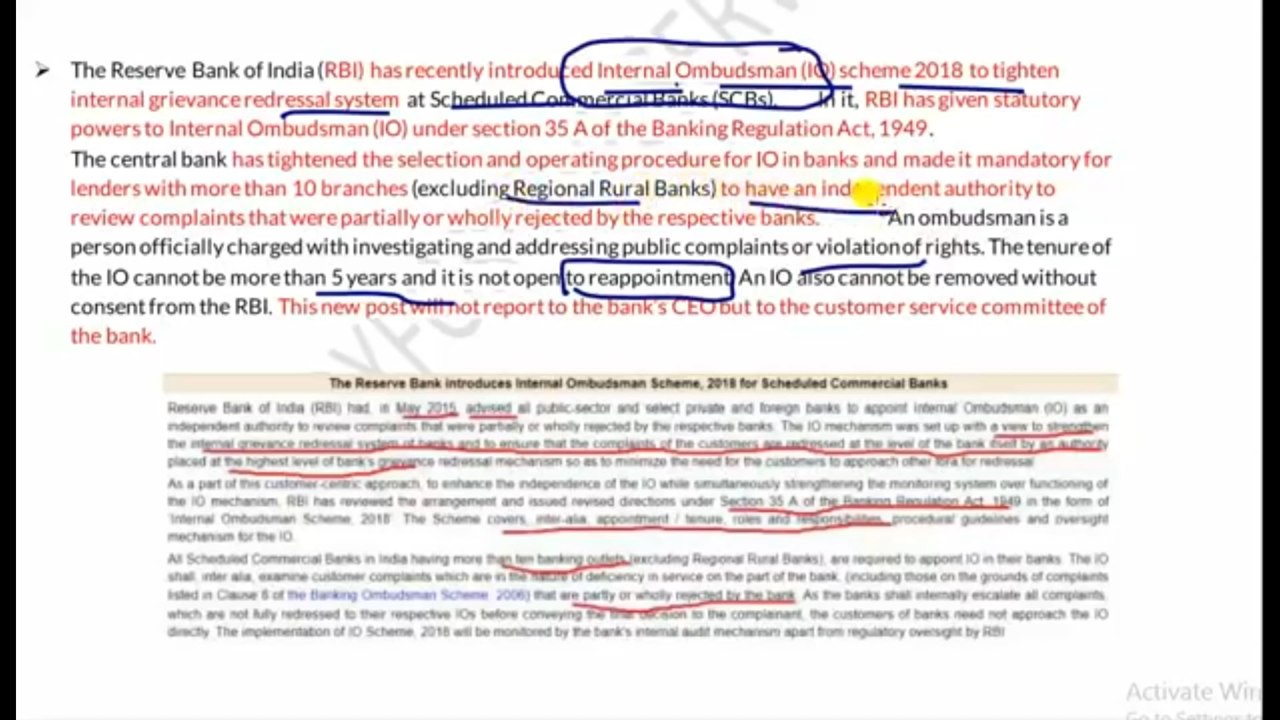 ➢ The Reserve Bank of India (RBI) has recently introduced Internal Ombudsman (IO) scheme 2018 to tighten
internal grievance redressal system at Scheduled Commercial Banks (SCBs). In it, RBI has given statutory
powers to Internal Ombudsman (IO) under section 35 A of the Banking Regulation Act, 1949.
The central bank has tightened the selection and operating procedure for IO in banks and made it mandatory for
lenders with more than 10 branches (excluding Regional Rural Banks) to have an independent authority to
review complaints that were partially or wholly rejected by the respective banks. An ombudsman is a
person officially charged with investigating and addressing public complaints or violation of rights. The tenure of
the IO cannot be more than 5 years and it is not open to reappointment. An IO also cannot be removed without
consent from the RBI. This new post will not report to the bank's CEO but to the customer service committee of
the bank.
The Reserve Bank introduces Internal Ombudsman Scheme, 2018 for Scheduled Commercial Banks
Reserve Bank of India (RBI) had, in May 2015, advised all public-sector and select private and foreign banks to appoint Internal Ombudsman (IO) as an
independent authority to review complaints that were partially or wholly rejected by the respective banks. The IO mechanism was set up with a view to strengthen
the internal grievance redressal system of banks and to ensure that the complaints of the customers are redressed at the level of the bank itself by an authority
placed at the highest level of bank's grievance redressal mechanism so as to minimize the need for the customers to approach other fora for redressal
As a part of this customer-centric approach, to enhance the independence of the IO while simultaneously strengthening the monitoring system over functioning of
the IO mechanism, RBI has reviewed the arrangement and issued revised directions under Section 35 A of the Banking Regulation Act, 1949 in the form of
'Internal Ombudsman Scheme, 2018'. The Scheme covers, inter-alia, appointment / tenure, roles and responsibilities, procedural guidelines and oversight
mechanism for the IO.
All Scheduled Commercial Banks in India having more than ten banking outlets (excluding Regional Rural Banks), are required to appoint IO in their banks. The IO
shall, inter alia, examine customer complaints which are in the nature of deficiency in service on the part of the bank, (including those on the grounds of complaints
listed in Clause 8 of the Banking Ombudsman Scheme, 2006) that are partly or wholly rejected by the bank. As the banks shall internally escalate all complaints,
which are not fully redressed to their respective IOs before conveying the final decision to the complainant, the customers of banks need not approach the IO
directly. The implementation of IO Scheme, 2018 will be monitored by the bank's internal audit mechanism apart from regulatory oversight by RBI
Activate Win
Go to Settings to